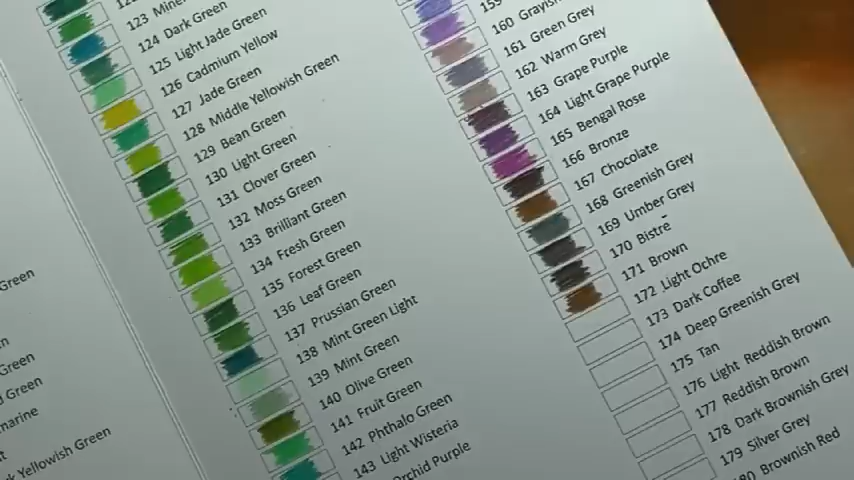 Green
Green
Green
Yellowish Green
123
124 Dark Green
125 Light Jade Green
126 Cadmium Yellow
127 Jade Green
128 Middle Yellowish Green
129 Bean Green
130 Light Green
131 Clover Green
132 Moss Green
133 Brilliant Green
134 Fresh Green
135 Forest Green
136 Leaf Green
137 Prussian Green
138 Mint Green Light
139 Mint Green
140 Olive Green
141 Fruit Green
142 Phthalo Green
143 Light Wisteria
Orchid Purple
160
161 Green Grey
162 Warm Grey
163 Grape Purple
164 Light Grape Purple
165 Bengal Rose
166 Bronze
167 Chocolate
168 Greenish Grey
169 Umber Grey
170 Bistre
171 Brown
172 Light Ochre
173 Dark Coffee
174 Deep Greenish Grey
175 Tan
176 Light Reddish Brown
177 Reddish Brown
178 Dark Brownish Grey
179 Silver Grey
180 Brownish Red